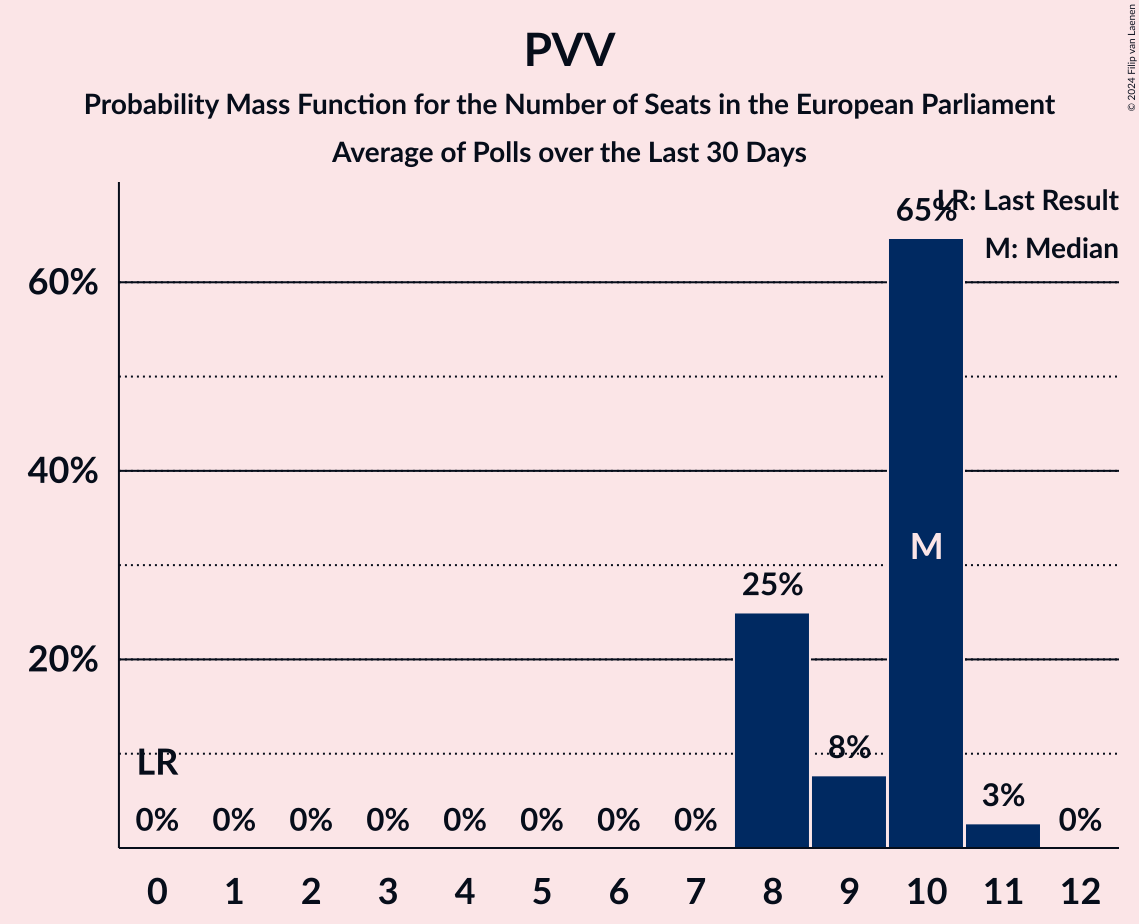 PVV
Probability Mass Function for the Number of Seats in the European Parliament
Average of Polls over the Last 30 Days
© 2024 Filip van Laenen
LR: Last Result
M: Median
60%
40%
20%
LR
0%
0%
0%
0%
0%
0%
0%
0%
25%
8%
65%
M
3%
0%
0 1 2 3 4 5 6 7 8 9 10 11 12